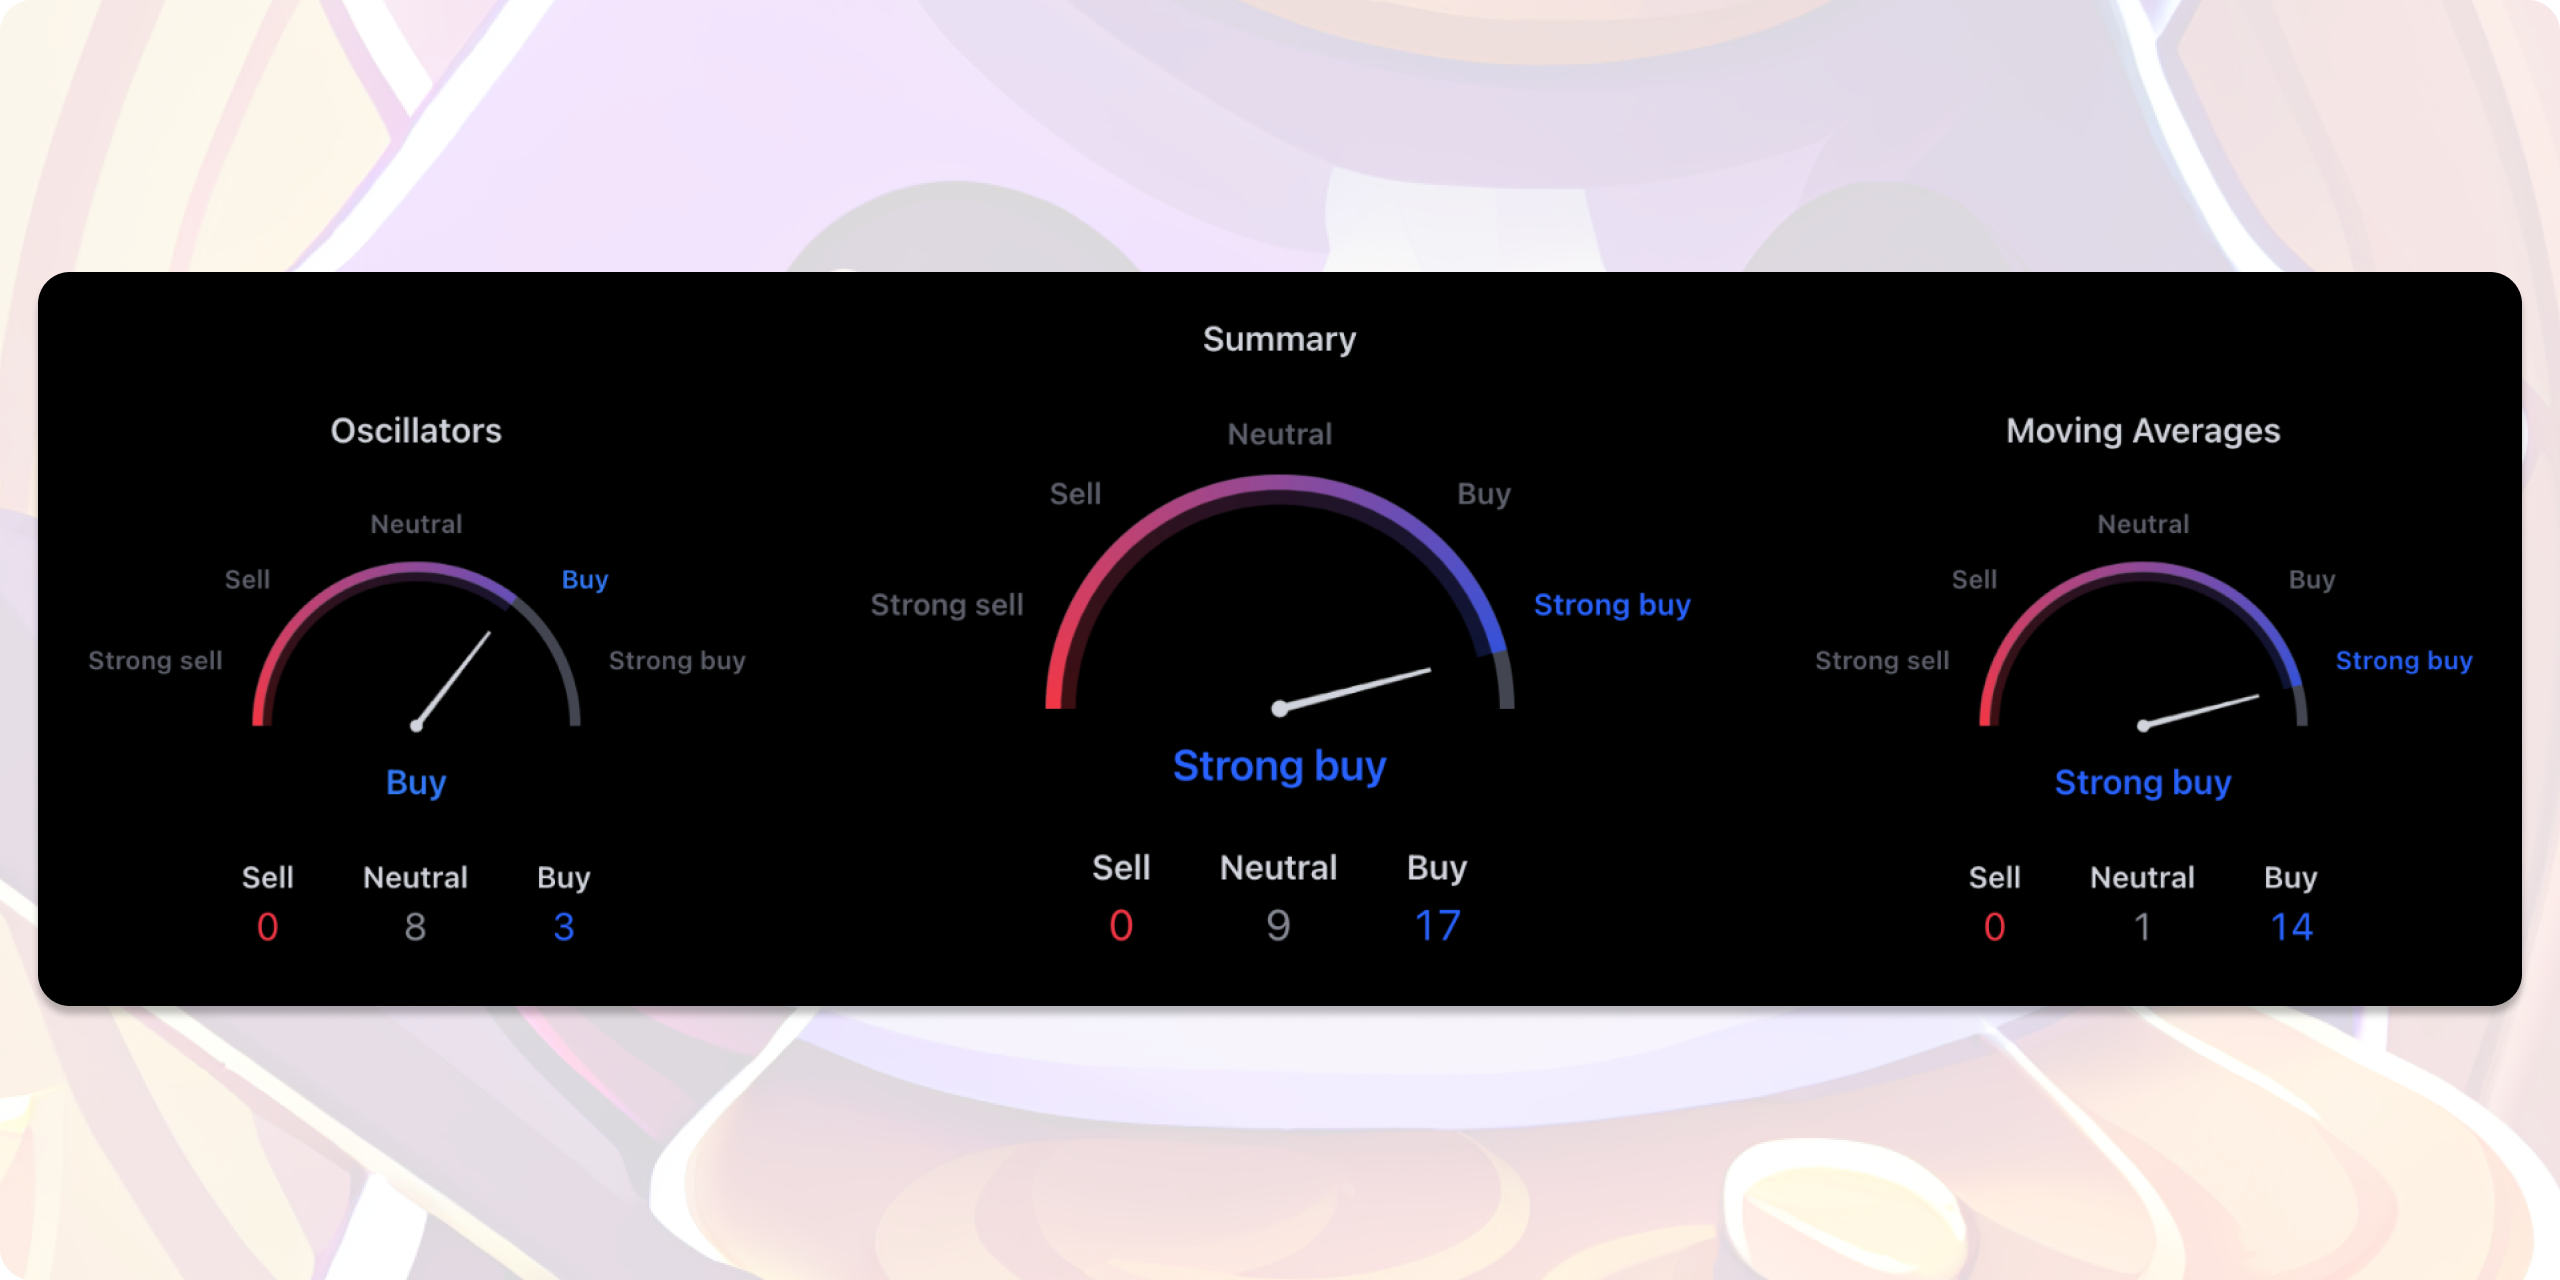 Summary
Oscillators
Neutral
Sell
Buy
Strong sell
Strong buy
Buy
Sell Neutral Buy
0 8 3
Neutral
Sell
Buy
Strong sell
Strong buy
Strong buy
Sell Neutral Buy
0 9 17
Moving Averages
Neutral
Sell
Buy
Strong sell
Strong buy
Strong buy
Sell Neutral Buy
0 1 14